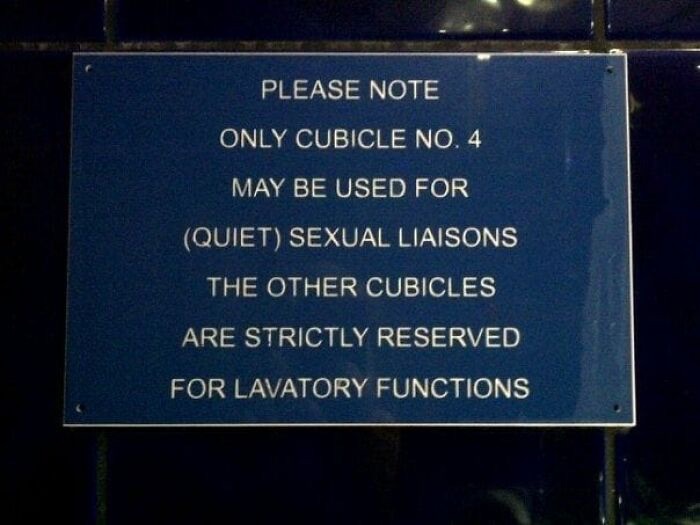 PLEASE NOTE
ONLY CUBICLE NO. 4
MAY BE USED FOR
(QUIET) SEXUAL LIAISONS
THE OTHER CUBICLES
ARE STRICTLY RESERVED
FOR LAVATORY FUNCTIONS